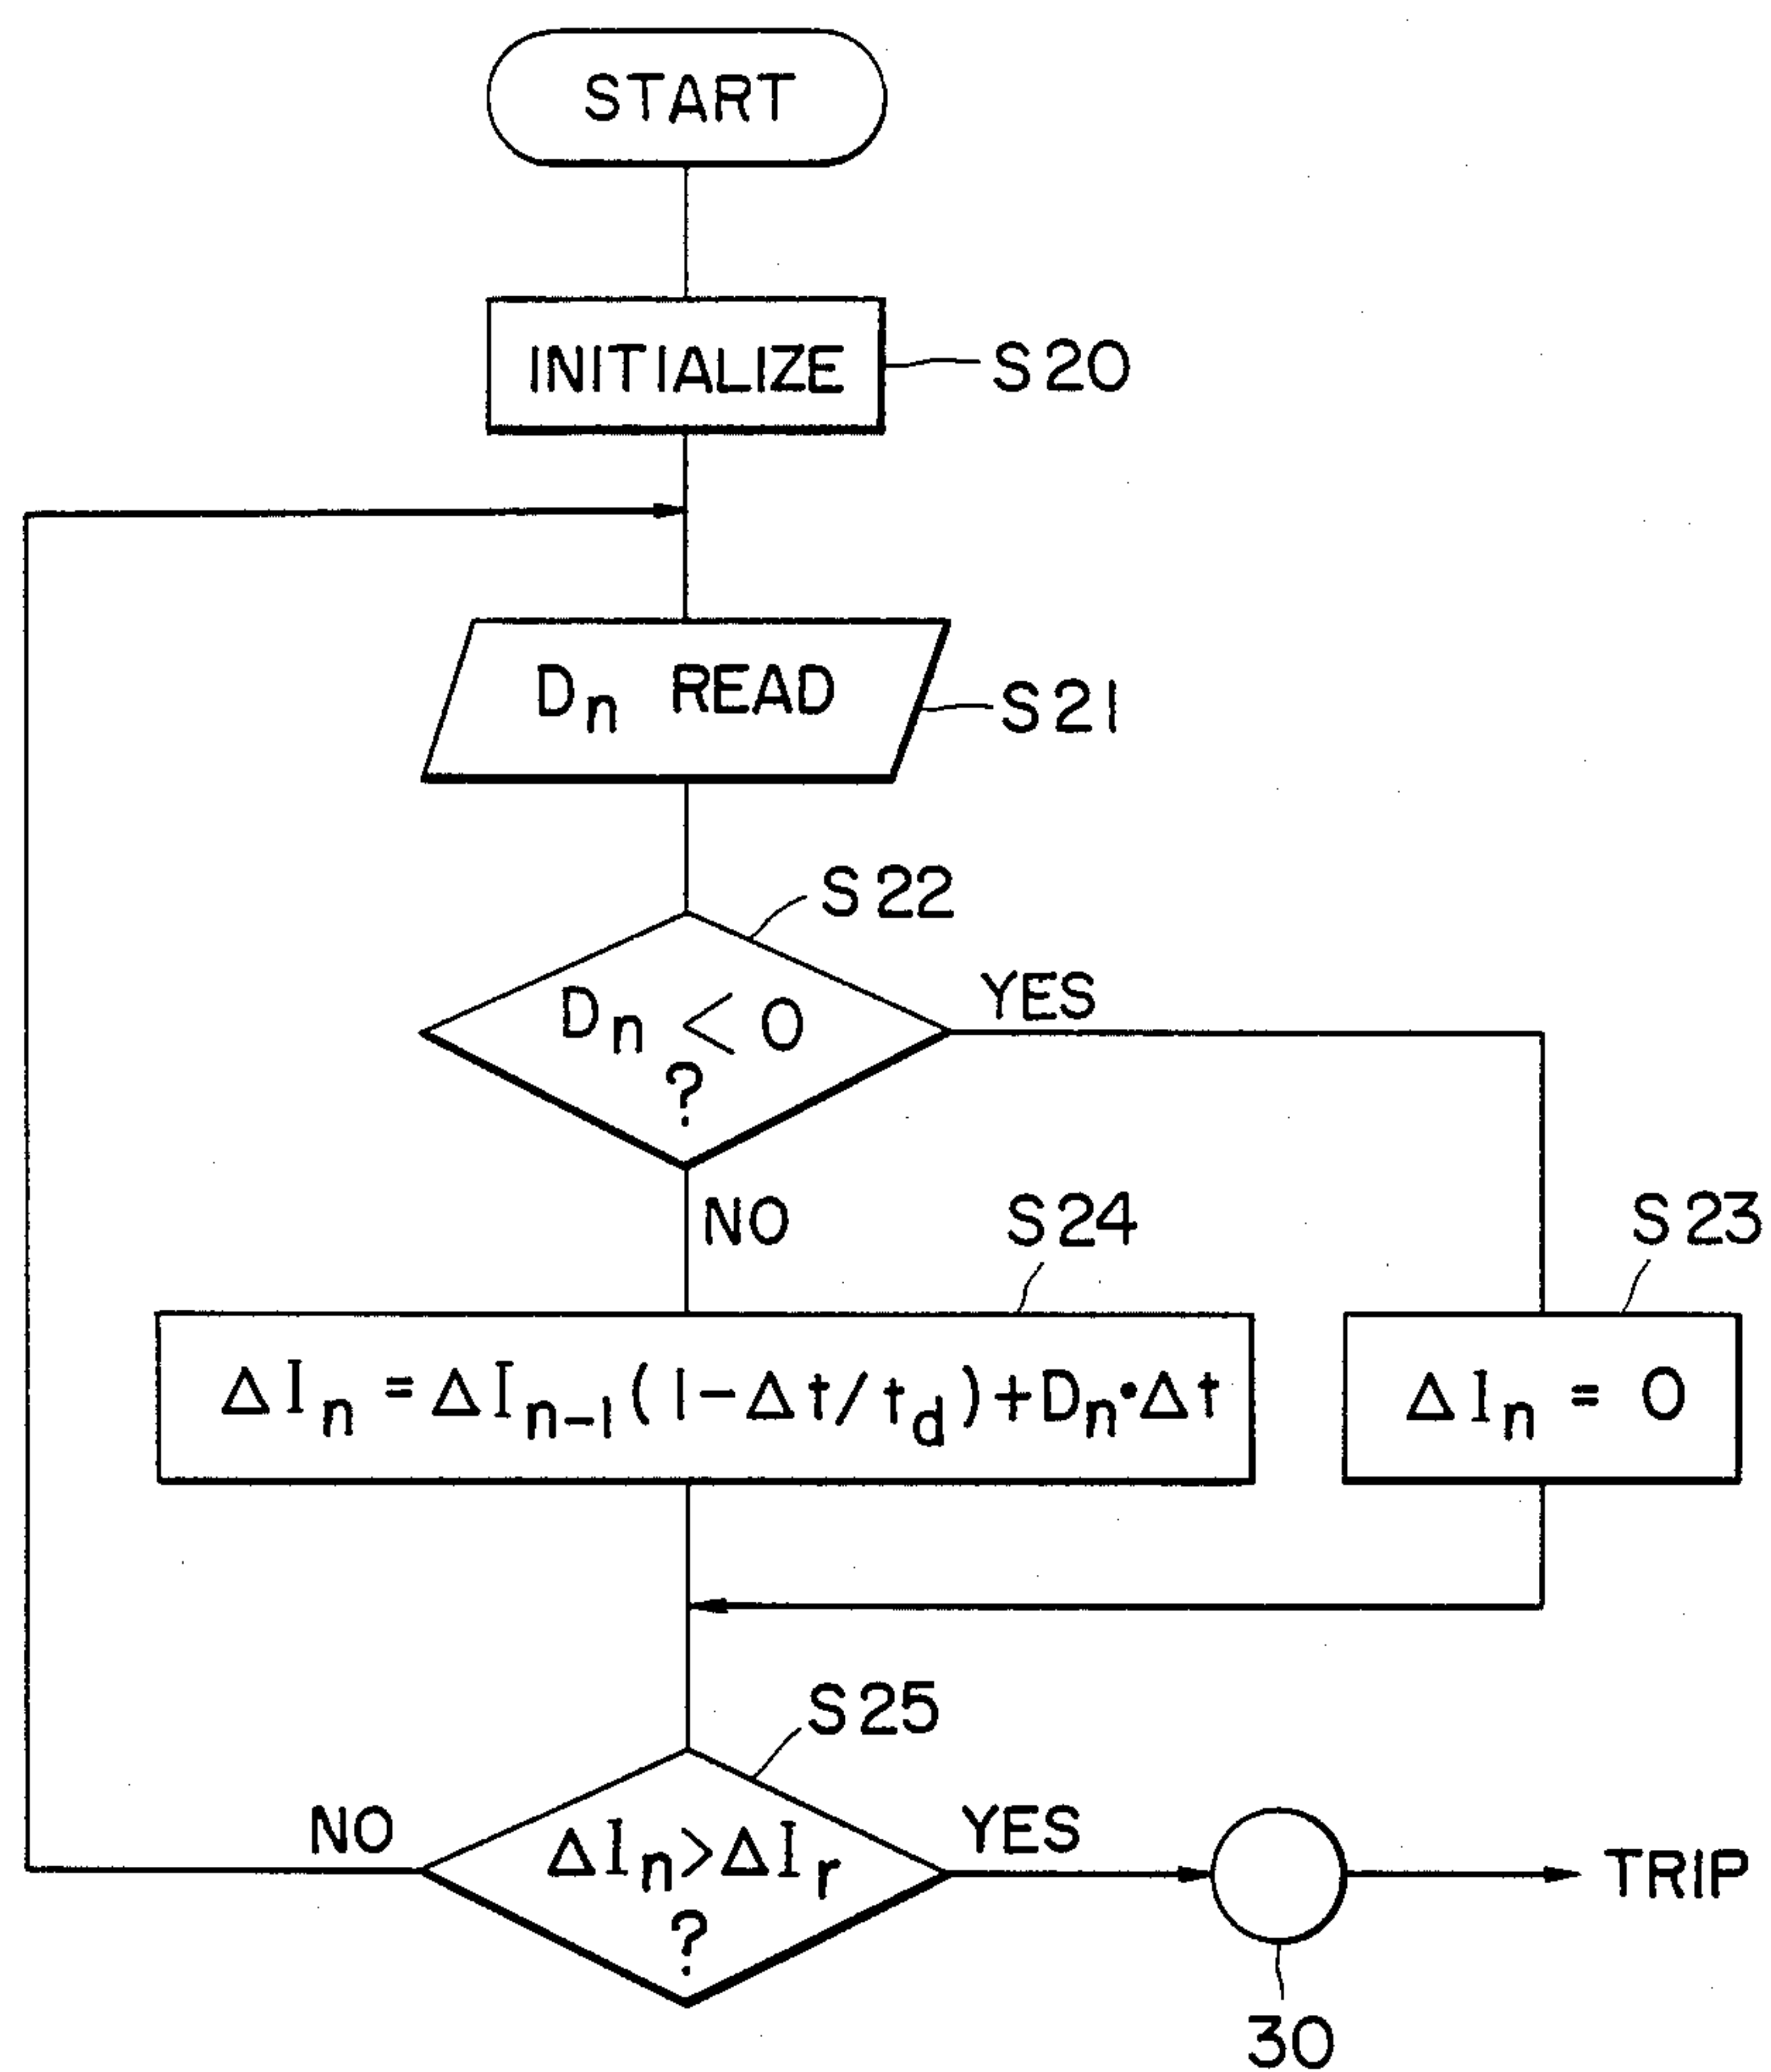 START
INITIALIZE
S20
Dn READ
S21
S22
Dn < 0
?
YES
NO
S24
S23
ΔIn = ΔIn-1 (1-Δt/td)+Dn•Δt
ΔIn = 0
S25
NO
ΔIn>ΔIr
?
YES
TRIP
30